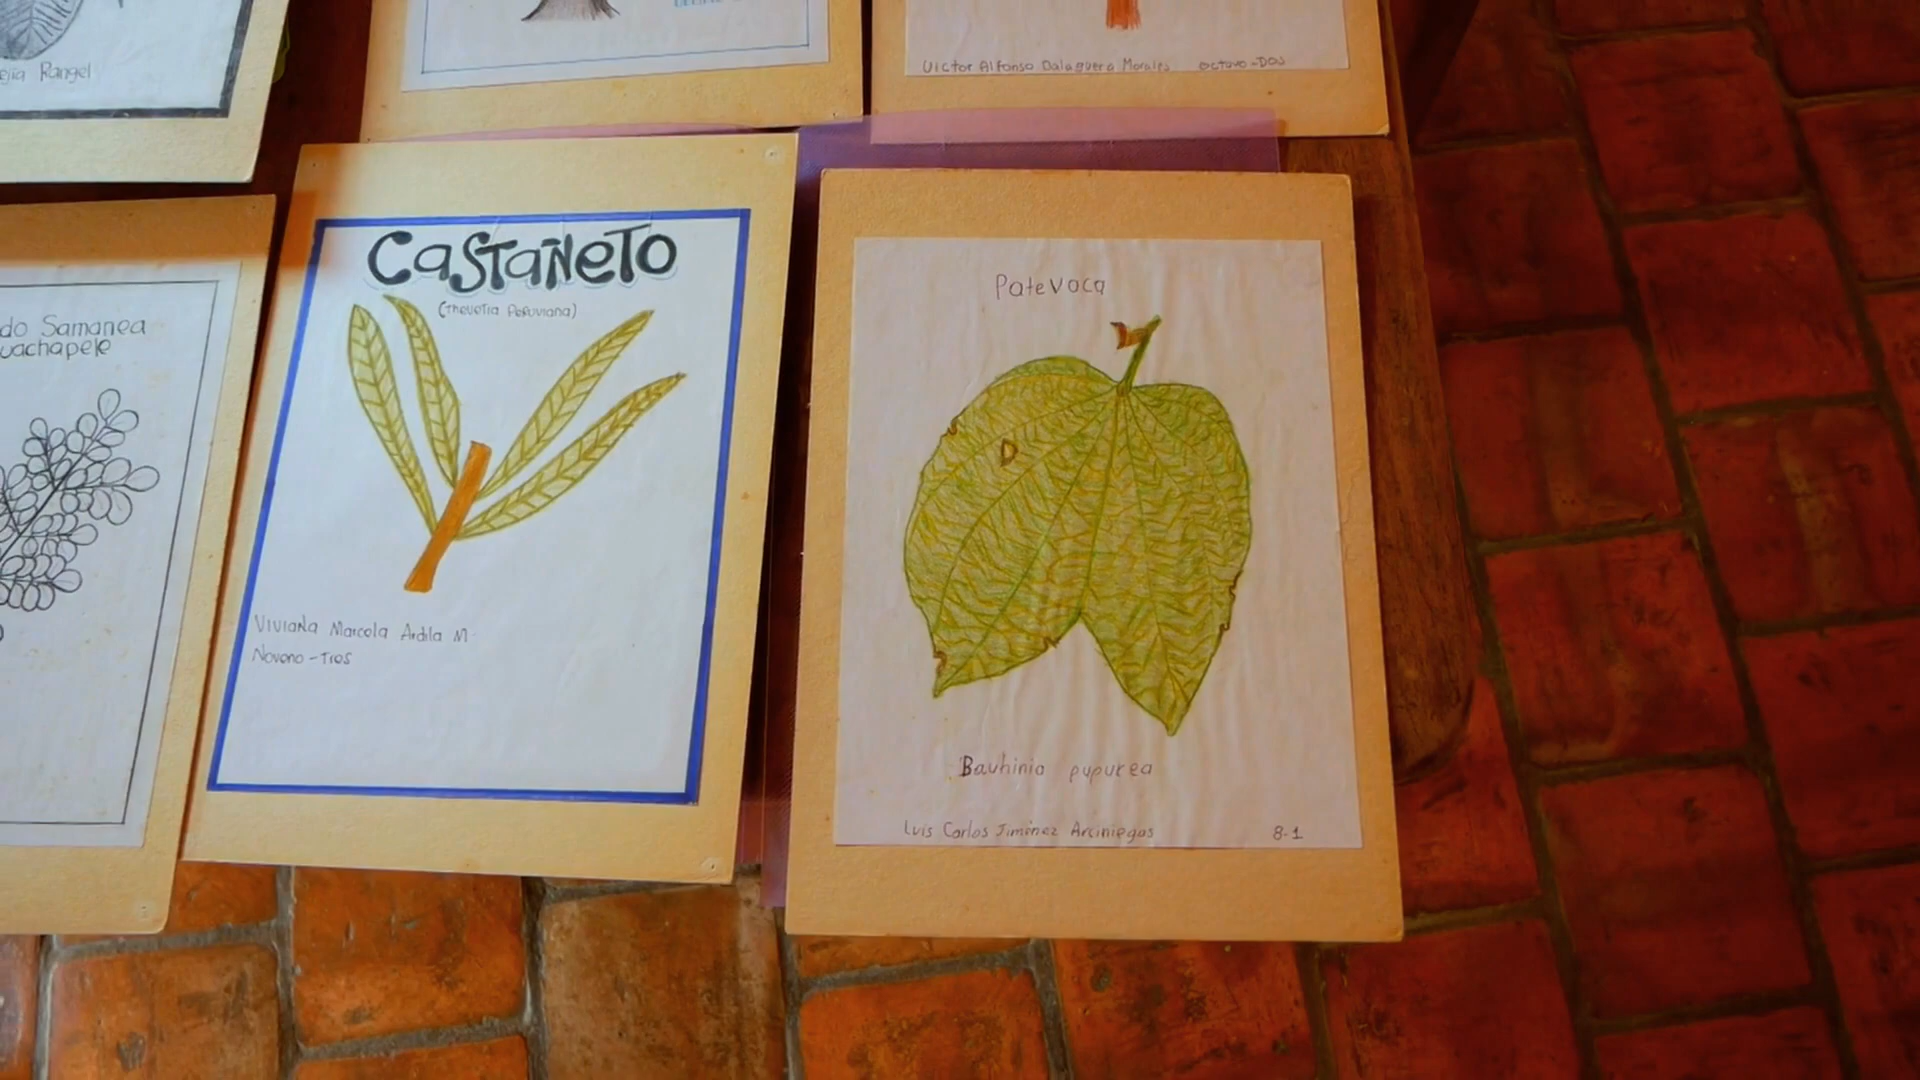 Rangel
Victor Alfonso Dalaguera Morales Octavo-Dos
do Samanea
uachapele
CASTAÑETO
(Thevetia Peruviana)
Viviana Marcela Ardila M
Noveno-Tres
Patevoca
Bauhinia pupurea
Luis Carlos Jiménez Arciniegas 8-1